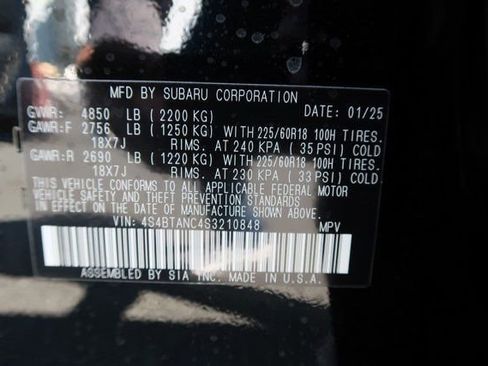 MFD BY SUBARU CORPORATION DATE: 01/25
GVWR: 4850 LB ( 2200 KG)
GAWR:F 2756 LB ( 1250 KG) WITH 225/60R18 100H TIRES.
18X7J RIMS. AT 240 KPA ( 35 PSI) COLD
GAWR:R 2690 LB ( 1220 KG) WITH 225/60R18 100H TIRES.
18X7J RIMS. AT 230 KPA ( 33 PSI) COLD
THIS VEHICLE CONFORMS TO ALL APPLICABLE FEDERAL MOTOR
VEHICLE SAFETY BUMPER, AND THEFT PREVENTION STANDARDS
IN EFFECT ON THE DATE OF MANUFACTURE SHOWN ABOVE.
VIN: 4S4BTANC4S3210848 MPV
ASSEMBLED BY SIA INC. MADE IN U.S.A.